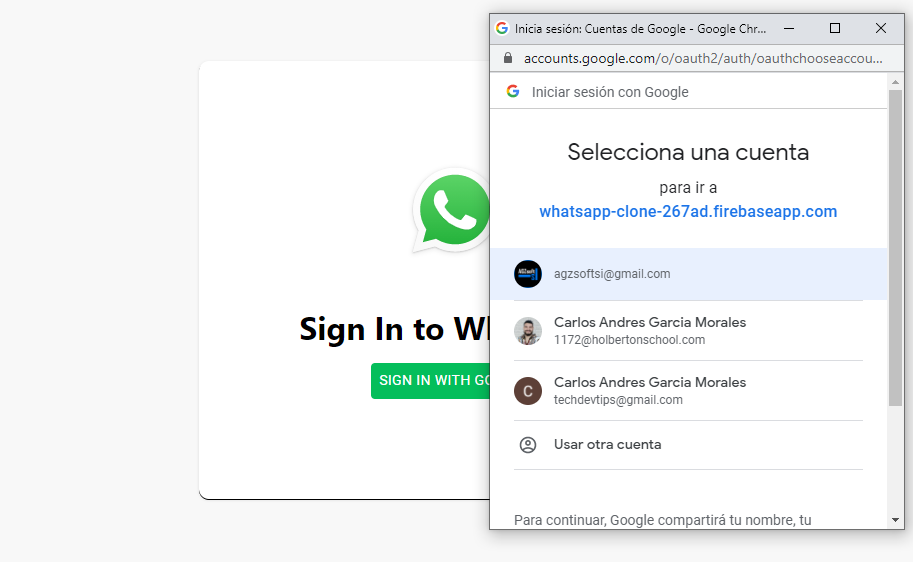 Inicia sesión: Cuentas de Google - Google Chr...
accounts.google.com/o/oauth2/auth/oauthchooseaccou...
Iniciar sesión con Google
Selecciona una cuenta
para ir a
whatsapp-clone-267ad.firebaseapp.com
agzsoftsi@gmail.com
Carlos Andres Garcia Morales
1172@holbertonschool.com
C
Carlos Andres Garcia Morales
techdevtips@gmail.com
Usar otra cuenta
Para continuar, Google compartirá tu nombre, tu
Sign In to W
SIGN IN WITH GO